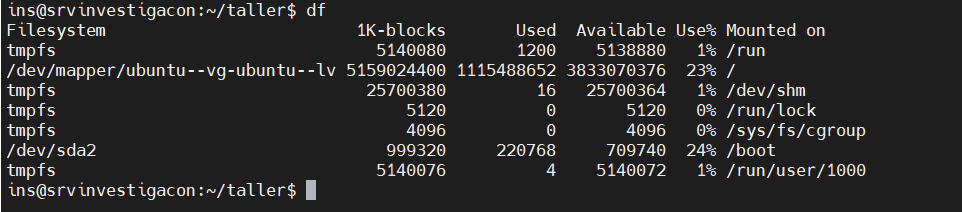 ins@srvinvestigacon:~/taller$ df
Filesystem                        1K-blocks       Used  Available Use% Mounted on
tmpfs                               5140080       1200    5138880   1% /run
/dev/mapper/ubuntu--vg-ubuntu--lv 5159024400 1115488652 3833070376  23% /
tmpfs                              25700380         16   25700364   1% /dev/shm
tmpfs                                  5120          0       5120   0% /run/lock
tmpfs                                  4096          0       4096   0% /sys/fs/cgroup
/dev/sda2                            999320     220768     709740  24% /boot
tmpfs                               5140076          4    5140072   1% /run/user/1000
ins@srvinvestigacon:~/taller$